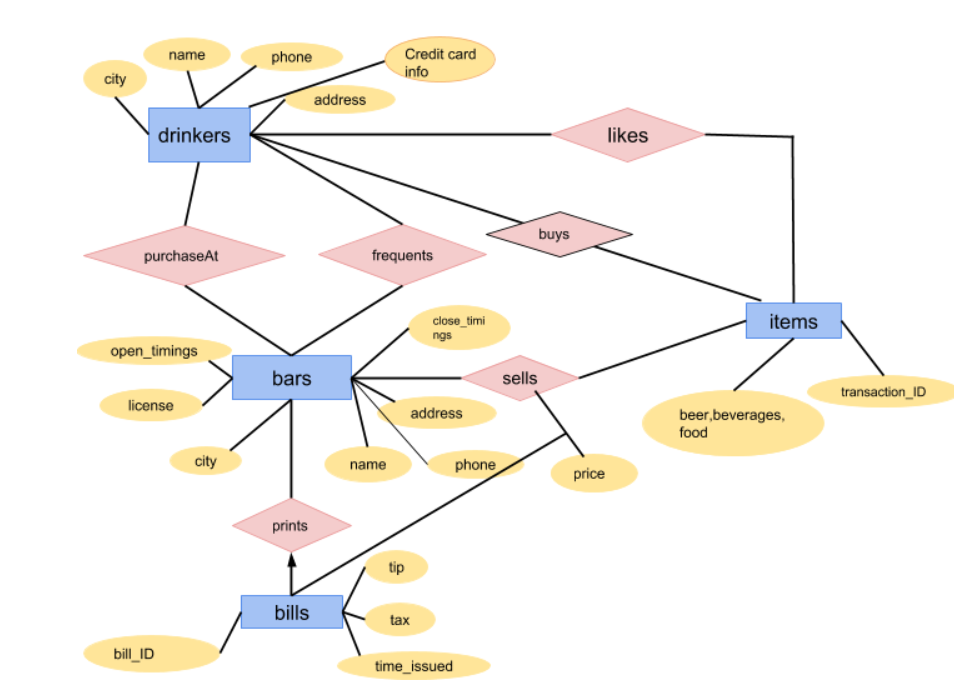 name
phone
Credit card
info
city
address
drinkers
likes
buys
purchaseAt
frequents
close_timi
ngs
items
open_timings
bars
sells
transaction_ID
license
address
beer,beverages,
food
city
name
phone
price
prints
tip
bills
tax
bill_ID
time_issued